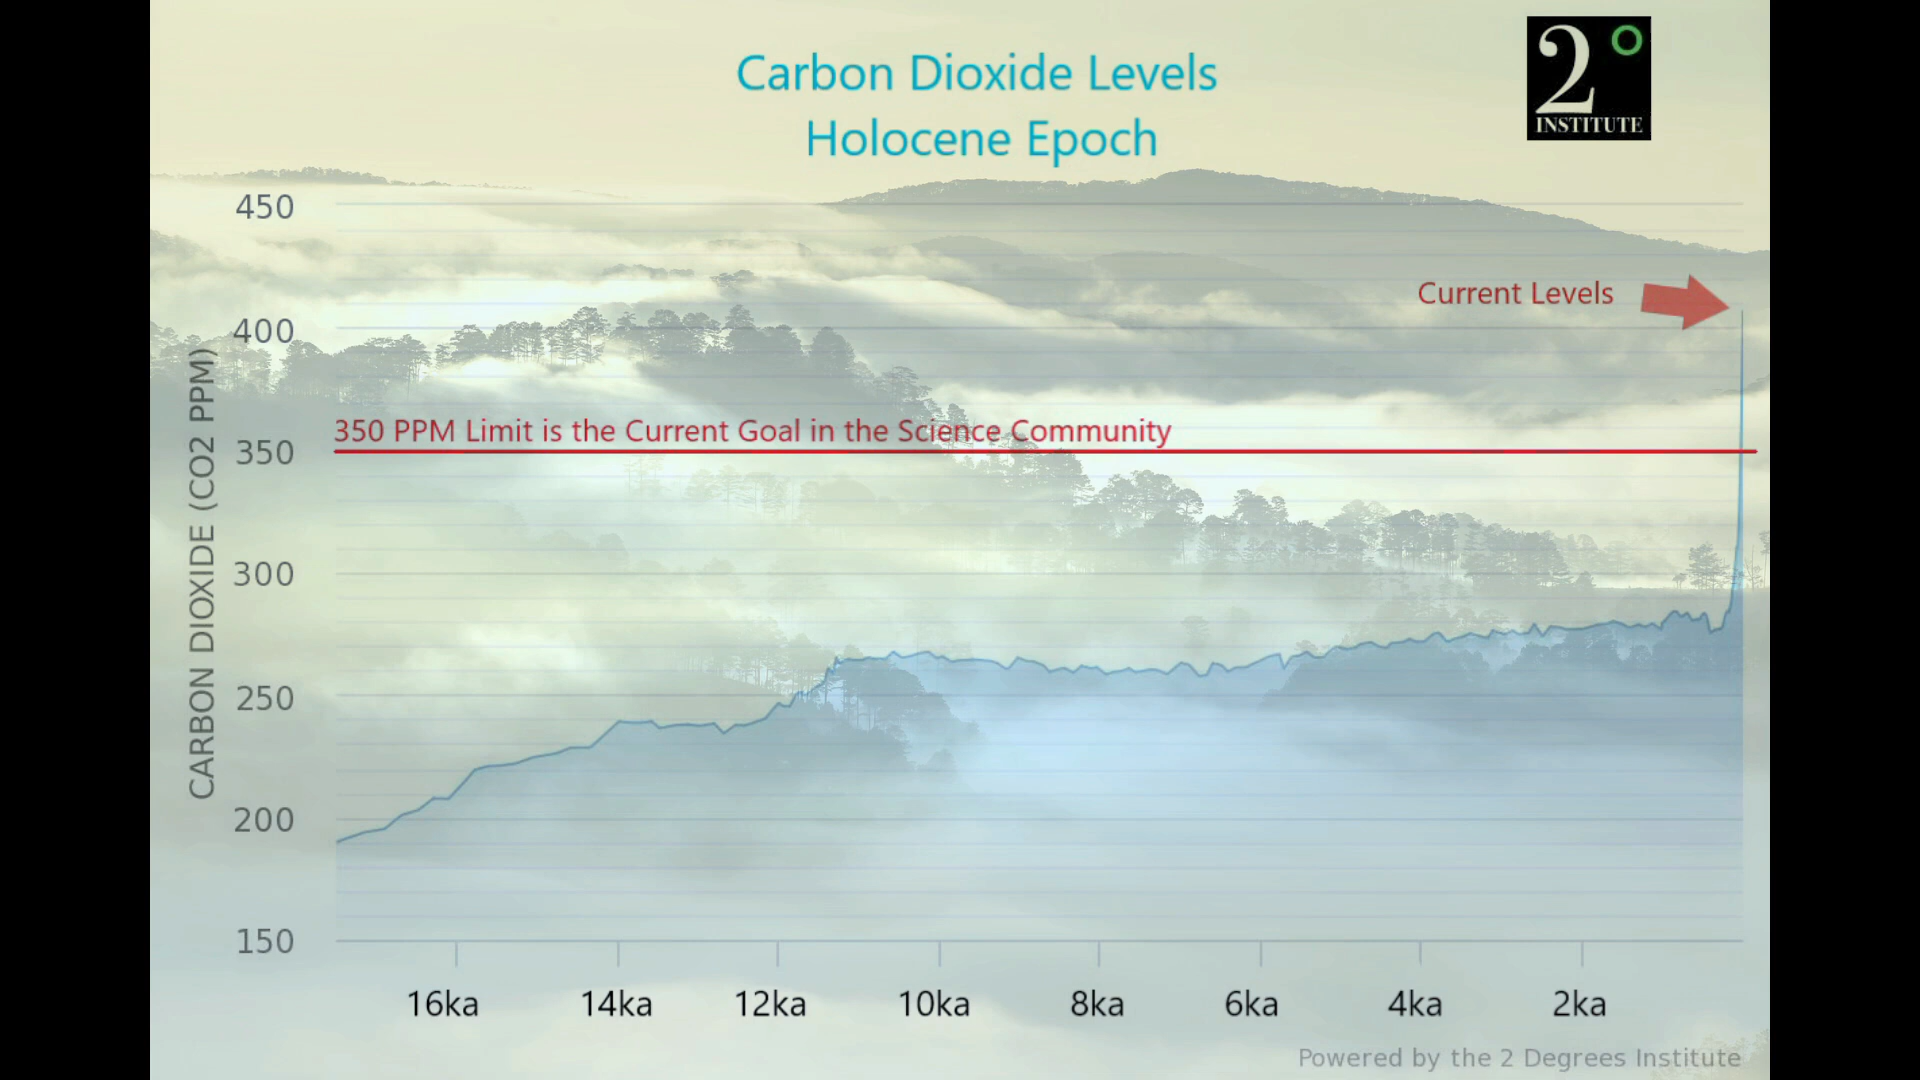 Carbon Dioxide Levels
Holocene Epoch
2°
INSTITUTE
450
400
350
300
250
200
150
CARBON DIOXIDE (CO2 PPM)
Current Levels
350 PPM Limit is the Current Goal in the Science Community
16ka 14ka 12ka 10ka 8ka 6ka 4ka 2ka
Powered by the 2 Degrees Institute